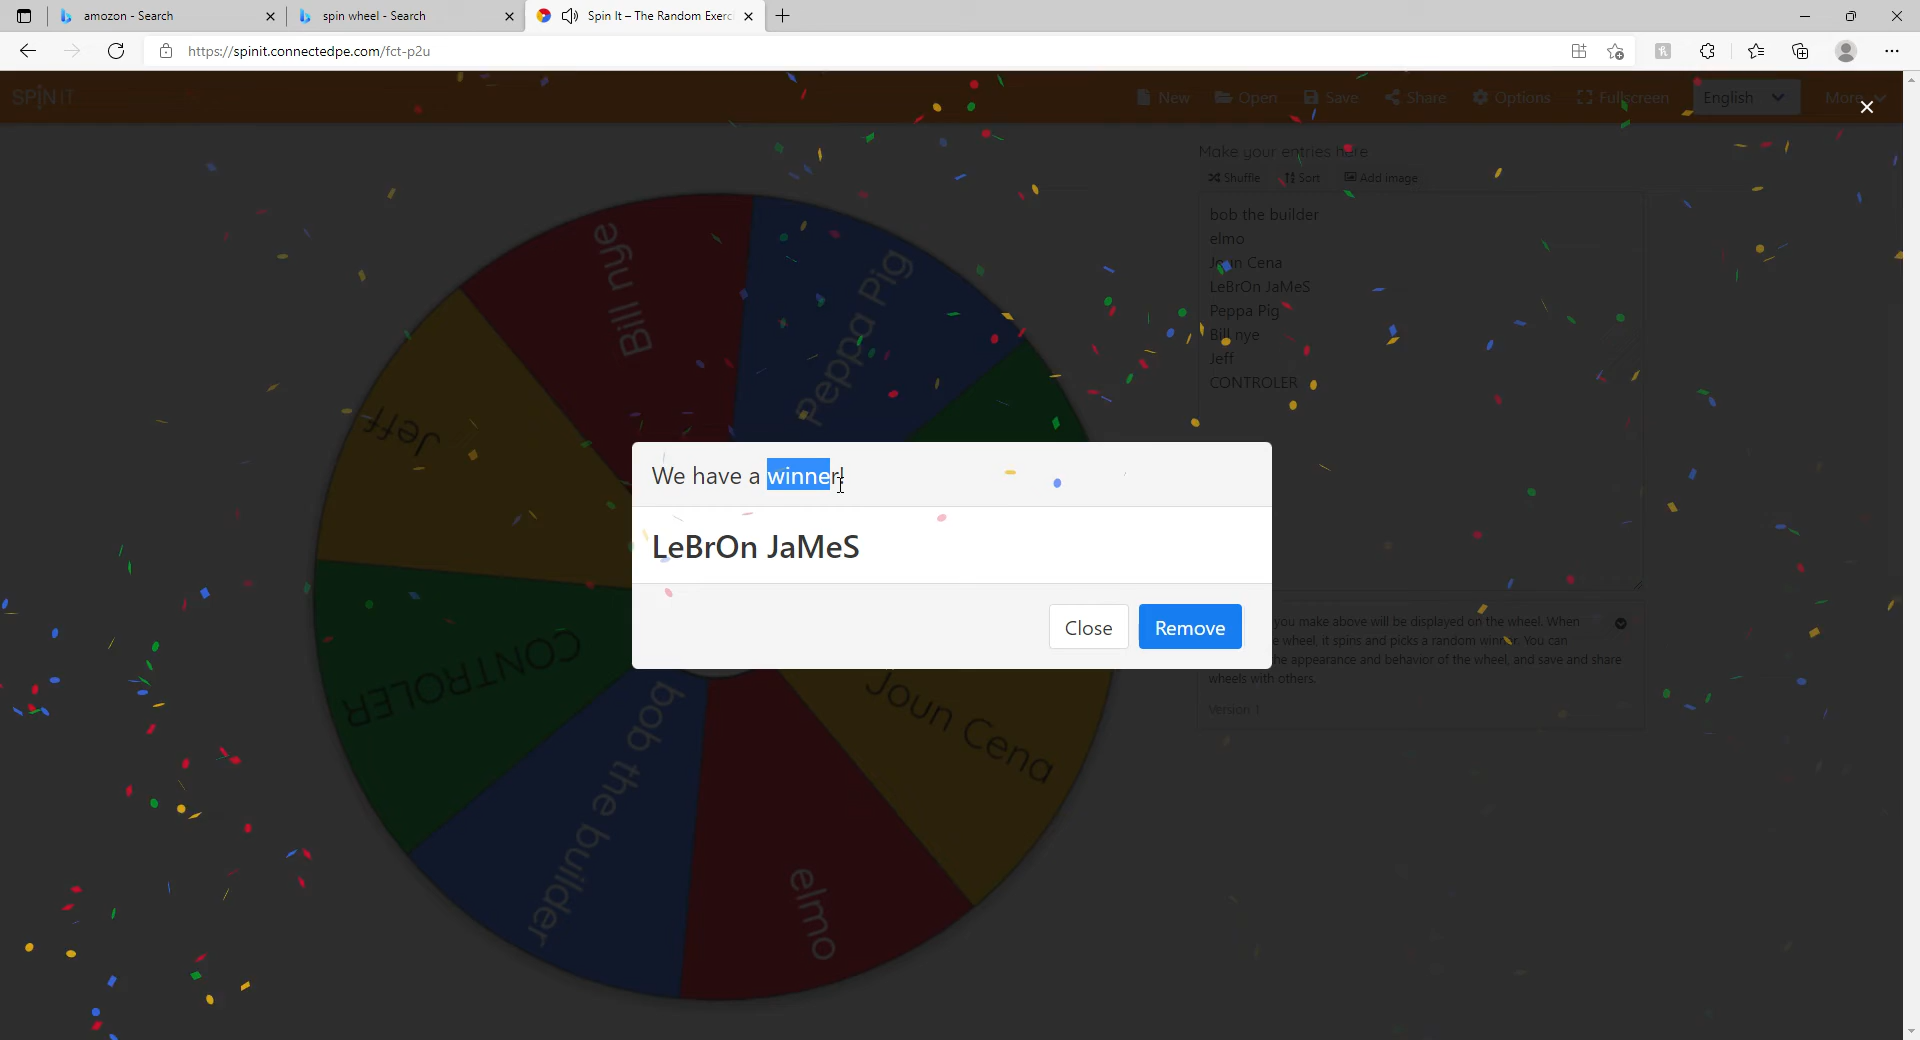 amozon - Search
spin wheel - Search
Spin It – The Random Exerc
https://spinit.connectedpe.com/fct-p2u
SPIN IT
New
Open
Save
Share
Options
Fullscreen
English
More
Make your entries here
Shuffle
Sort
Add image
bob the builder
elmo
Joun Cena
LeBrOn JaMeS
Peppa Pig
Bill nye
Jeff
CONTROLER
Bill nye
Peppa Pig
Jeff
CONTROLER
bob the builder
elmo
Joun Cena
We have a winner!
LeBrOn JaMeS
Close
Remove
you make above will be displayed on the wheel. When
e wheel, it spins and picks a random winner. You can
he appearance and behavior of the wheel, and save and share
wheels with others.
Version 1